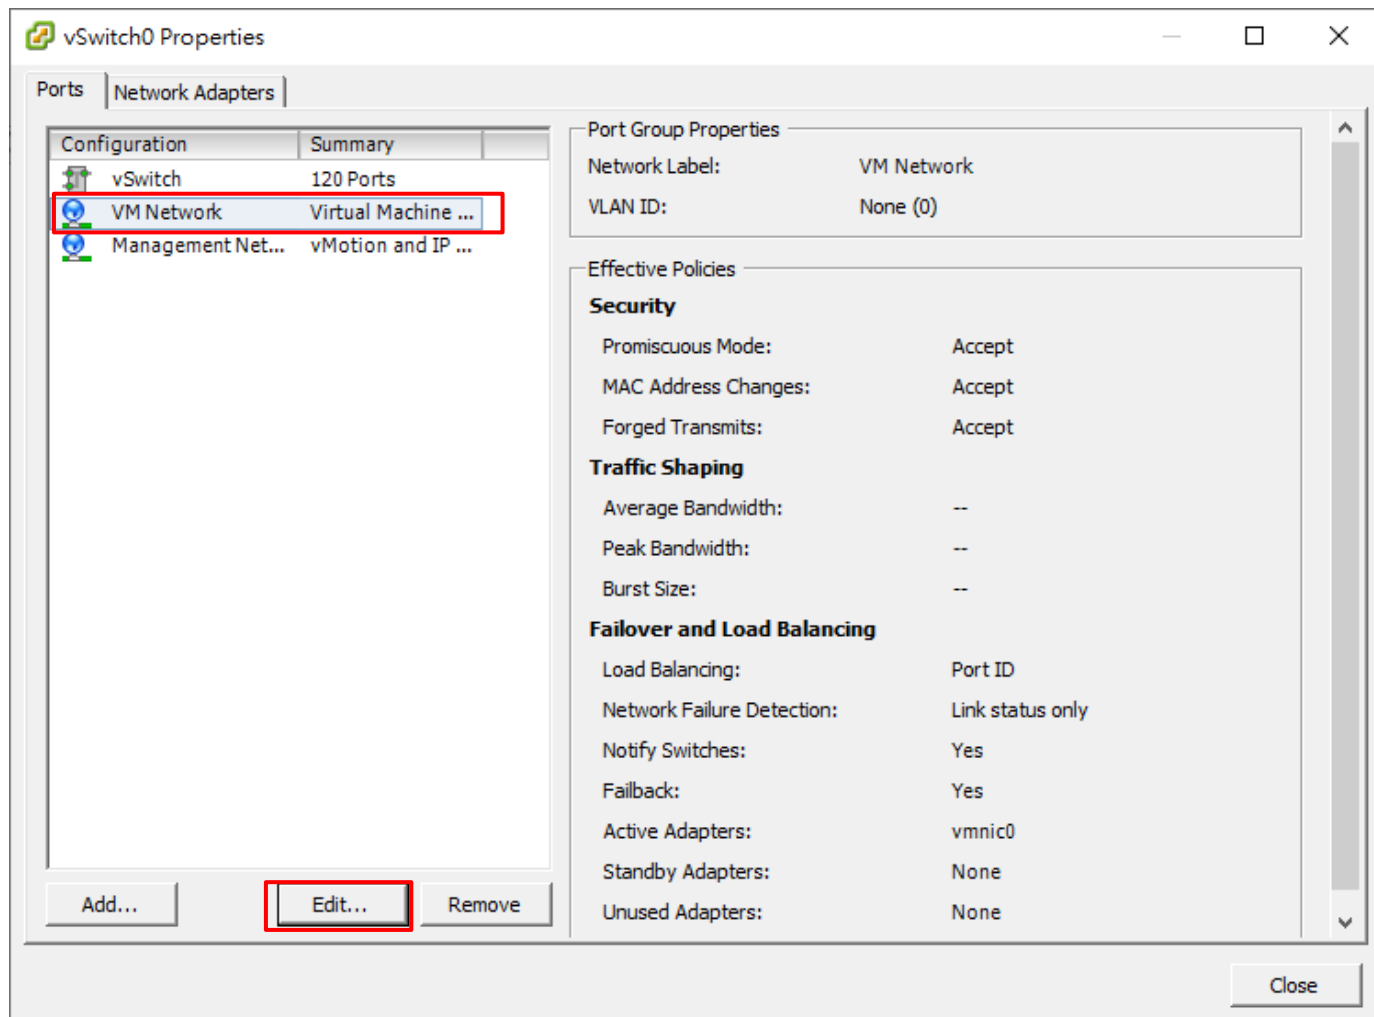 vSwitch0 Properties
Ports Network Adapters
Configuration Summary
vSwitch 120 Ports
VM Network Virtual Machine ...
Management Net... vMotion and IP ...
Add... Edit... Remove
Port Group Properties
Network Label: VM Network
VLAN ID: None (0)
Effective Policies
Security
Promiscuous Mode: Accept
MAC Address Changes: Accept
Forged Transmits: Accept
Traffic Shaping
Average Bandwidth: --
Peak Bandwidth: --
Burst Size: --
Failover and Load Balancing
Load Balancing: Port ID
Network Failure Detection: Link status only
Notify Switches: Yes
Failback: Yes
Active Adapters: vmnic0
Standby Adapters: None
Unused Adapters: None
Close